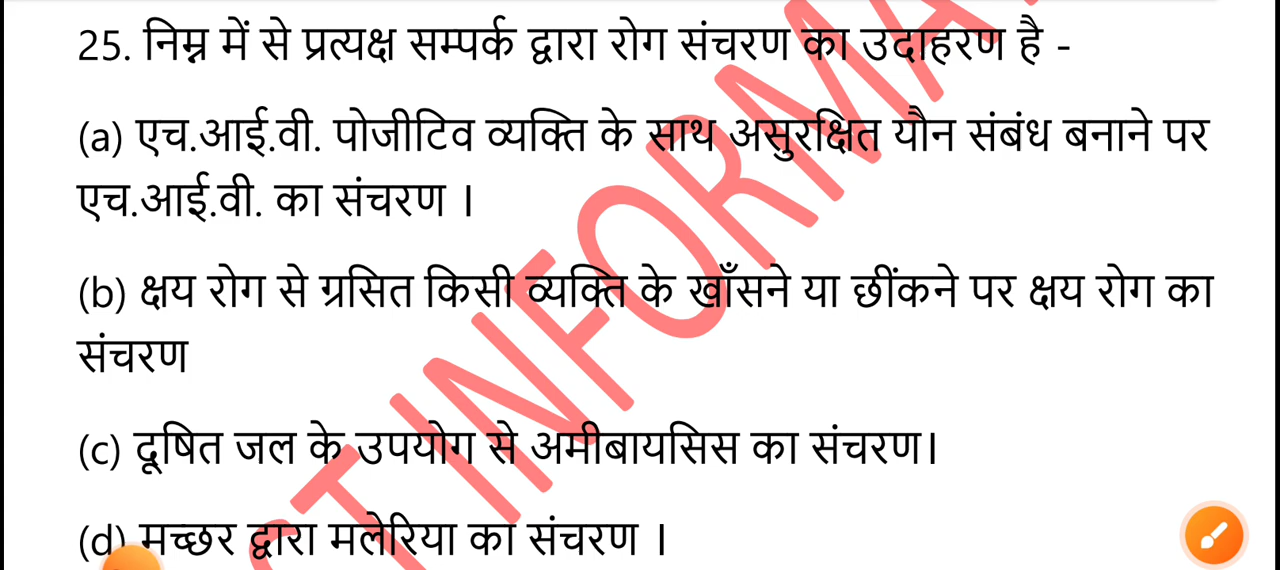 25. निम्न में से प्रत्यक्ष सम्पर्क द्वारा रोग संचरण का उदाहरण है -
(a) एच.आई.वी. पोजीटिव व्यक्ति के साथ असुरक्षित यौन संबंध बनाने पर
एच.आई.वी. का संचरण ।
(b) क्षय रोग से ग्रसित किसी व्यक्ति के खाँसने या छींकने पर क्षय रोग का
संचरण
(c) दूषित जल के उपयोग से अमीबायसिस का संचरण।
(d) मच्छर द्वारा मलेरिया का संचरण ।